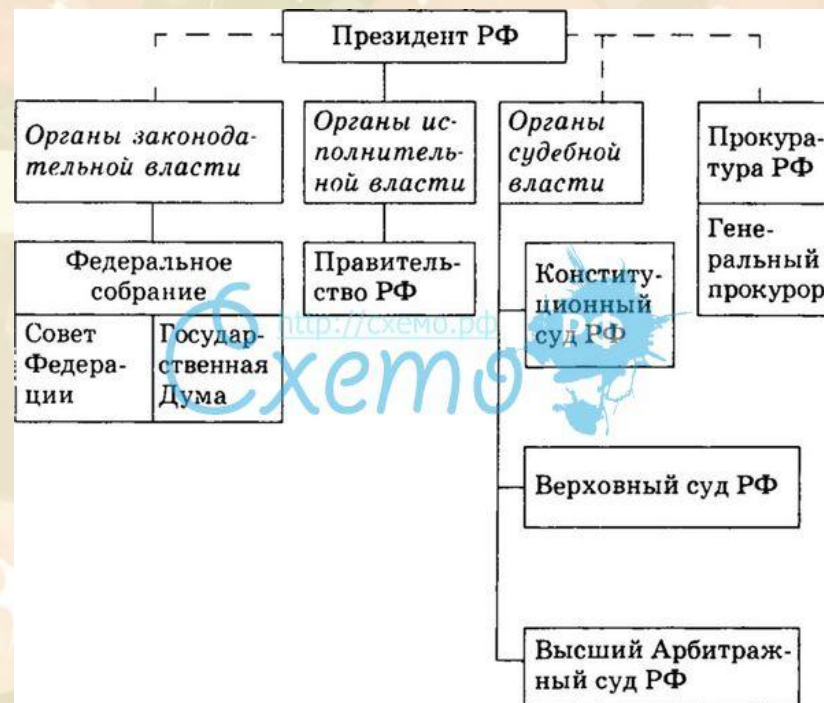 Президент РФ
Органы законода-
тельной власти
Органы ис-
полнитель-
ной власти
Органы
судебной
власти
Прокура-
тура РФ
Гене-
ральный
прокурор
Федеральное
собрание
Совет
Федера-
ции
Государ-
ственная
Дума
Правитель-
ство РФ
Конститу-
ционный
суд РФ
http://схемо.рф
Схето
РФ
Верховный суд РФ
Высший Арбитраж-
ный суд РФ